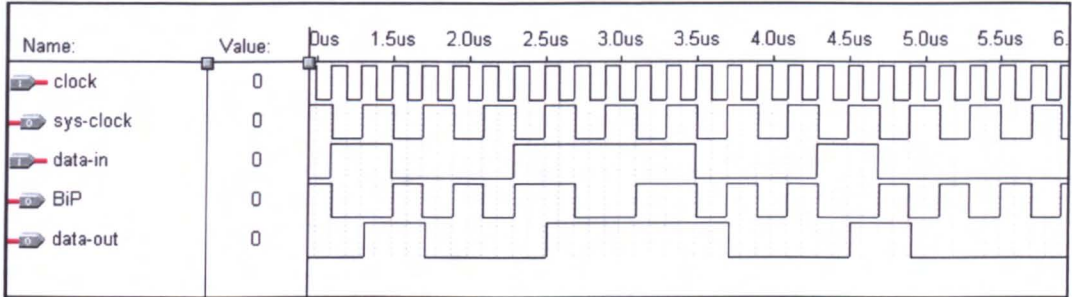 Name: Value: 0us 1.5us 2.0us 2.5us 3.0us 3.5us 4.0us 4.5us 5.0us 5.5us 6.
clock 0
sys-clock 0
data-in 0
BiP 0
data-out 0